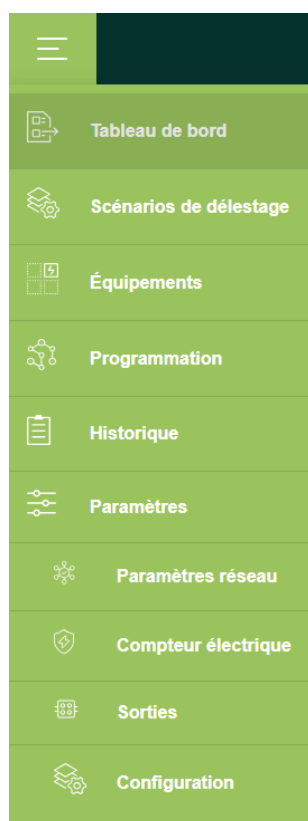 Tableau de bord
Scénarios de délestage
Équipements
Programmation
Historique
Paramètres
Paramètres réseau
Compteur électrique
Sorties
Configuration